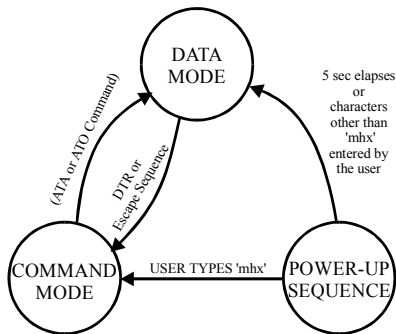 DATA
MODE
5 sec elapses
or
characters
other than
'mhx'
entered by
the user
(ATA or ATO Command)
DTR or
Escape Sequence
COMMAND
MODE
USER TYPES 'mhx'
POWER-UP
SEQUENCE